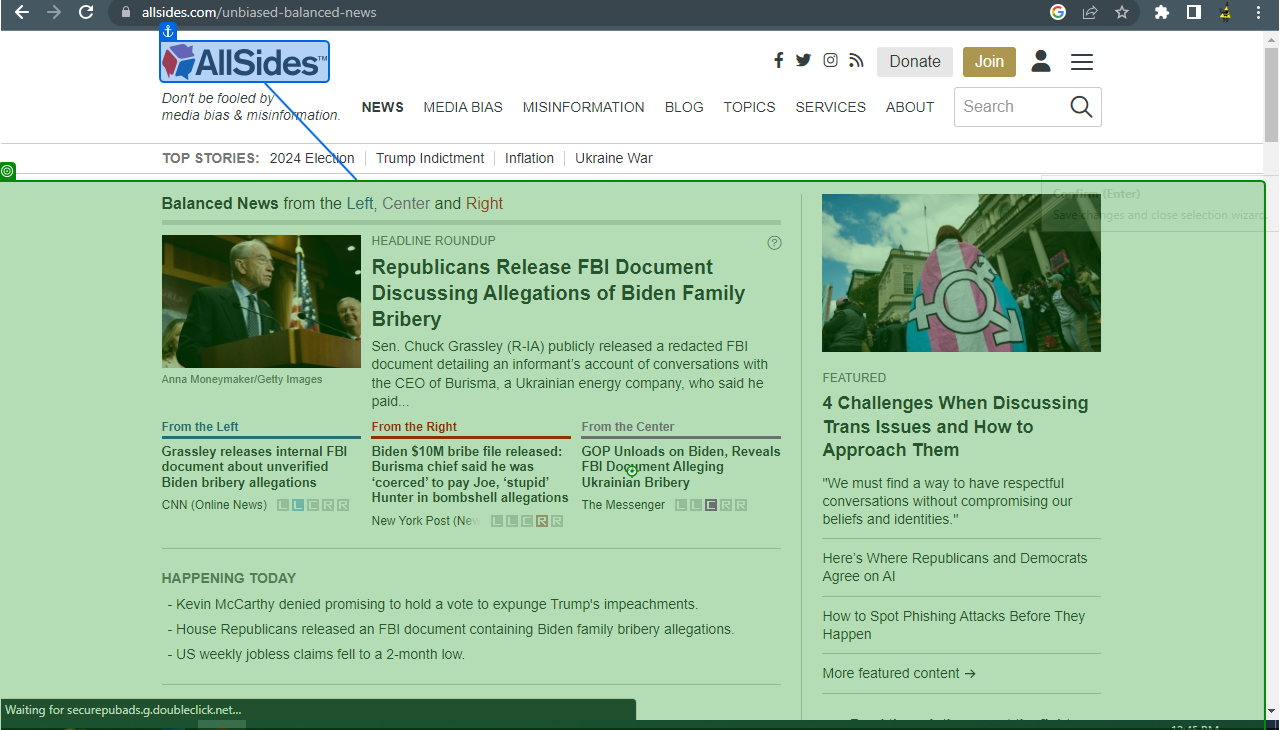 allsides.com/unbiased-balanced-news
AllSides™
Donate
Join
Don't be fooled by
media bias & misinformation.
NEWS MEDIA BIAS MISINFORMATION BLOG TOPICS SERVICES ABOUT
Search
TOP STORIES: 2024 Election Trump Indictment Inflation Ukraine War
Confirm (Enter)
Save changes and close selection wizard.
Balanced News from the Left, Center and Right
HEADLINE ROUNDUP
?
Republicans Release FBI Document
Discussing Allegations of Biden Family
Bribery
Sen. Chuck Grassley (R-IA) publicly released a redacted FBI
document detailing an informant's account of conversations with
the CEO of Burisma, a Ukrainian energy company, who said he
paid...
Anna Moneymaker/Getty Images
From the Left
Grassley releases internal FBI
document about unverified
Biden bribery allegations
CNN (Online News) L L C R R
From the Right
Biden $10M bribe file released:
Burisma chief said he was
‘coerced’ to pay Joe, ‘stupid’
Hunter in bombshell allegations
New York Post (New L L C R R
From the Center
GOP Unloads on Biden, Reveals
FBI Document Alleging
Ukrainian Bribery
The Messenger L L C R R
HAPPENING TODAY
- Kevin McCarthy denied promising to hold a vote to expunge Trump's impeachments.
- House Republicans released an FBI document containing Biden family bribery allegations.
- US weekly jobless claims fell to a 2-month low.
FEATURED
4 Challenges When Discussing
Trans Issues and How to
Approach Them
"We must find a way to have respectful
conversations without compromising our
beliefs and identities."
Here’s Where Republicans and Democrats
Agree on AI
How to Spot Phishing Attacks Before They
Happen
More featured content →
Waiting for securepubads.g.doubleclick.net...